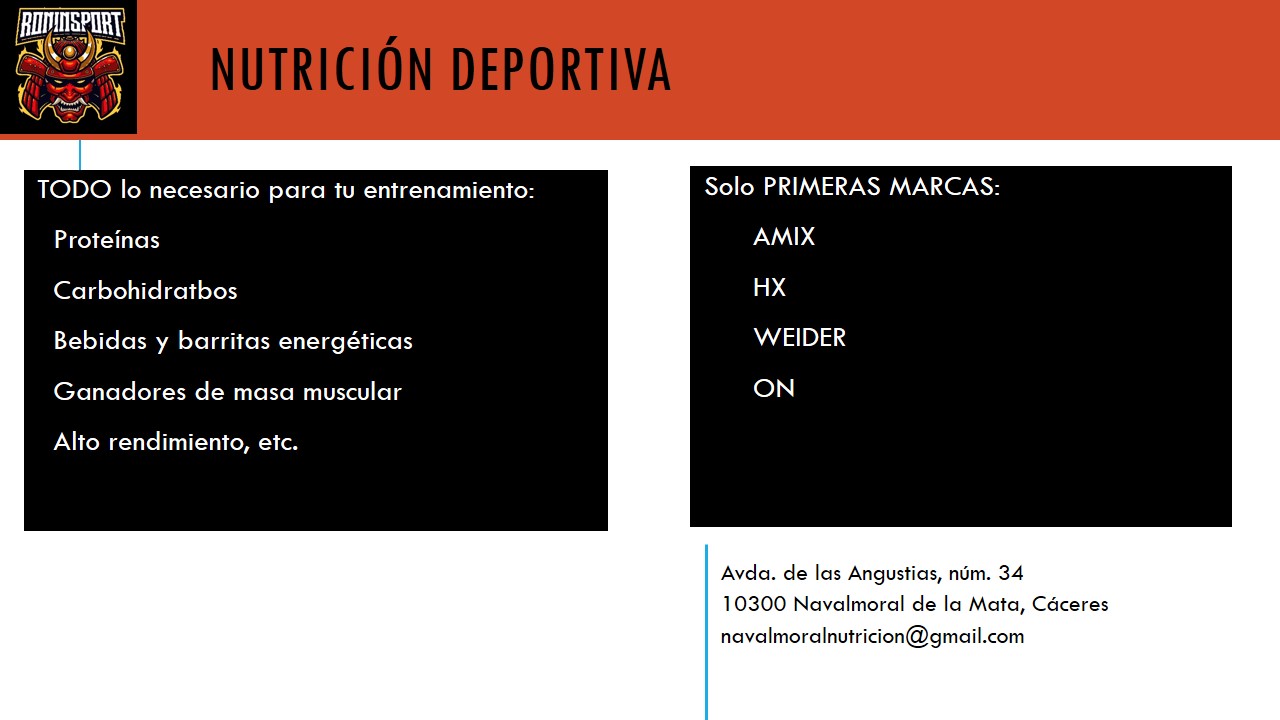 RONINSPORT
NUTRICIÓN DEPORTIVA
TODO lo necesario para tu entrenamiento:
Proteínas
Carbohidratbos
Bebidas y barritas energéticas
Ganadores de masa muscular
Alto rendimiento, etc.
Solo PRIMERAS MARCAS:
AMIX
HX
WEIDER
ON
Avda. de las Angustias, núm. 34
10300 Navalmoral de la Mata, Cáceres
navalmoralnutricion@gmail.com